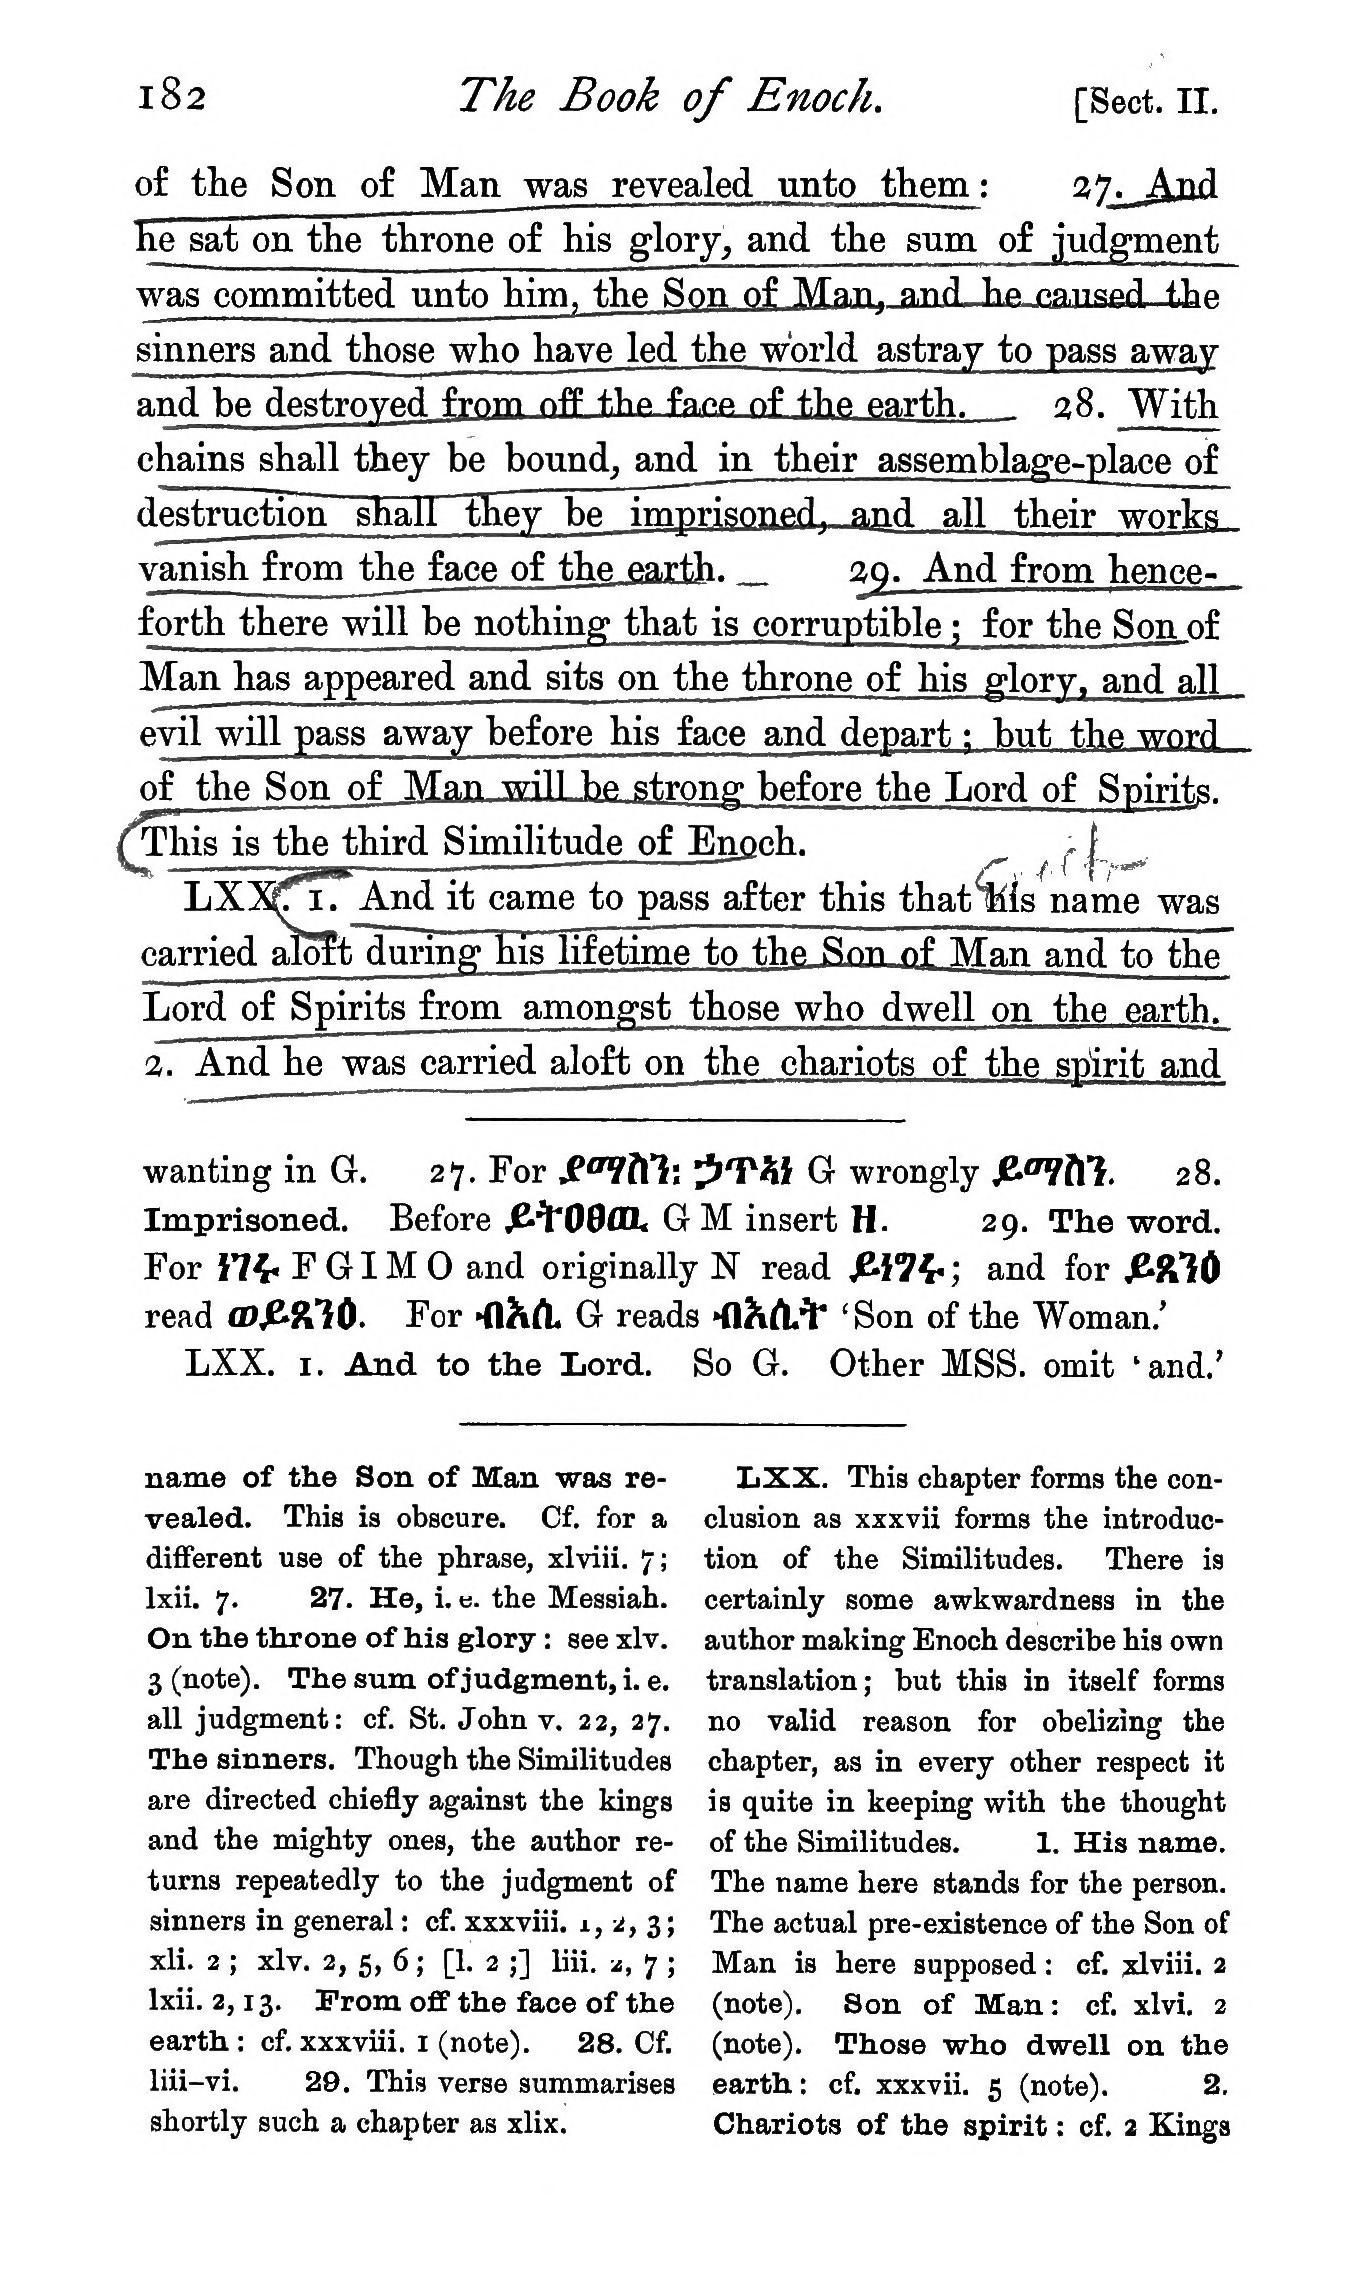 182 The Book of Enoch. [Sect. II.
of the Son of Man was revealed unto them: 27. And
he sat on the throne of his glory, and the sum of judgment
was committed unto him, the Son of Man, and he caused the
sinners and those who have led the world astray to pass away
and be destroyed from off the face of the earth. 28. With
chains shall they be bound, and in their assemblage-place of
destruction shall they be imprisoned, and all their works
vanish from the face of the earth. 29. And from hence-
forth there will be nothing that is corruptible; for the Son of
Man has appeared and sits on the throne of his glory, and all
evil will pass away before his face and depart; but the word
of the Son of Man will be strong before the Lord of Spirits.
This is the third Similitude of Enoch.
LXX. 1. And it came to pass after this that his name was
carried aloft during his lifetime to the Son of Man and to the
Lord of Spirits from amongst those who dwell on the earth.
2. And he was carried aloft on the chariots of the spirit and
wanting in G. 27. For ያማስን፡ ኃጥኣነ G wrongly ይማስን. 28.
Imprisoned. Before ይትዐፀዉ G M insert ዘ. 29. The word.
For ነገሩ F G I M O and originally N read ይነግሩ; and for ይጸንዕ
read ወይጸንዕ. For ብእሲ G reads ብእሲት ‘Son of the Woman.’
LXX. 1. And to the Lord. So G. Other MSS. omit ‘and.’
name of the Son of Man was re-
vealed. This is obscure. Cf. for a
different use of the phrase, xlviii. 7;
lxii. 7. 27. He, i.e. the Messiah.
On the throne of his glory: see xlv.
3 (note). The sum of judgment, i.e.
all judgment: cf. St. John v. 22, 27.
The sinners. Though the Similitudes
are directed chiefly against the kings
and the mighty ones, the author re-
turns repeatedly to the judgment of
sinners in general: cf. xxxviii. 1, 2, 3;
xli. 2; xlv. 2, 5, 6; [l. 2;] liii. 2, 7;
lxii. 2, 13. From off the face of the
earth: cf. xxxviii. 1 (note). 28. Cf.
liii–vi. 29. This verse summarises
shortly such a chapter as xlix.
LXX. This chapter forms the con-
clusion as xxxvii forms the introduc-
tion of the Similitudes. There is
certainly some awkwardness in the
author making Enoch describe his own
translation; but this in itself forms
no valid reason for obelizing the
chapter, as in every other respect it
is quite in keeping with the thought
of the Similitudes. 1. His name.
The name here stands for the person.
The actual pre-existence of the Son of
Man is here supposed: cf. xlviii. 2
(note). Son of Man: cf. xlvi. 2
(note). Those who dwell on the
earth: cf. xxxvii. 5 (note). 2.
Chariots of the spirit: cf. 2 Kings